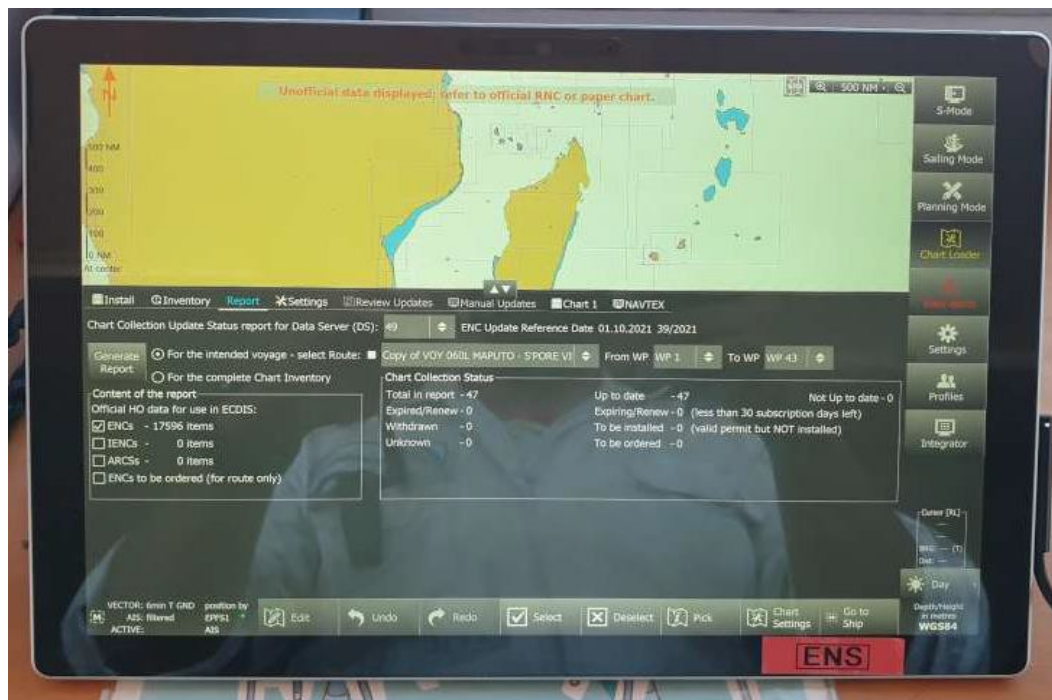 N
Unofficial data displayed; refer to official RNC or paper chart.
500 NM
S-Mode
Sailing Mode
Planning Mode
Chart Loader
500 NM
400
300
200
100
0 NM
At center
Install Inventory Report Settings Review Updates Manual Updates Chart 1 NAVTEX
Chart Collection Update Status report for Data Server (DS): 49 ENC Update Reference Date 01.10.2021 39/2021
Generate Report
For the intended voyage - select Route: Copy of VOY 060L MAPUTO - S'PORE VI From WP WP 1 To WP WP 43
For the complete Chart Inventory
Content of the report
Official HO data for use in ECDIS:
ENCs - 17596 items
IENCs - 0 items
ARCSs - 0 items
ENCs to be ordered (for route only)
Chart Collection Status
Total in report - 47 Up to date - 47 Not Up to date - 0
Expired/Renew - 0 Expiring/Renew - 0 (less than 30 subscription days left)
Withdrawn - 0 To be installed - 0 (valid permit but NOT installed)
Unknown - 0 To be ordered - 0
Settings
Profiles
Integrator
Cursor [RL]
(T)
Day
Depth/Height
in metres
WGS84
VECTOR: 6min T GND
AIS: filtered
ACTIVE:
position by
EPFS1
AIS
M
Edit Undo Redo Select Deselect Pick Chart Settings Go to Ship
ENS